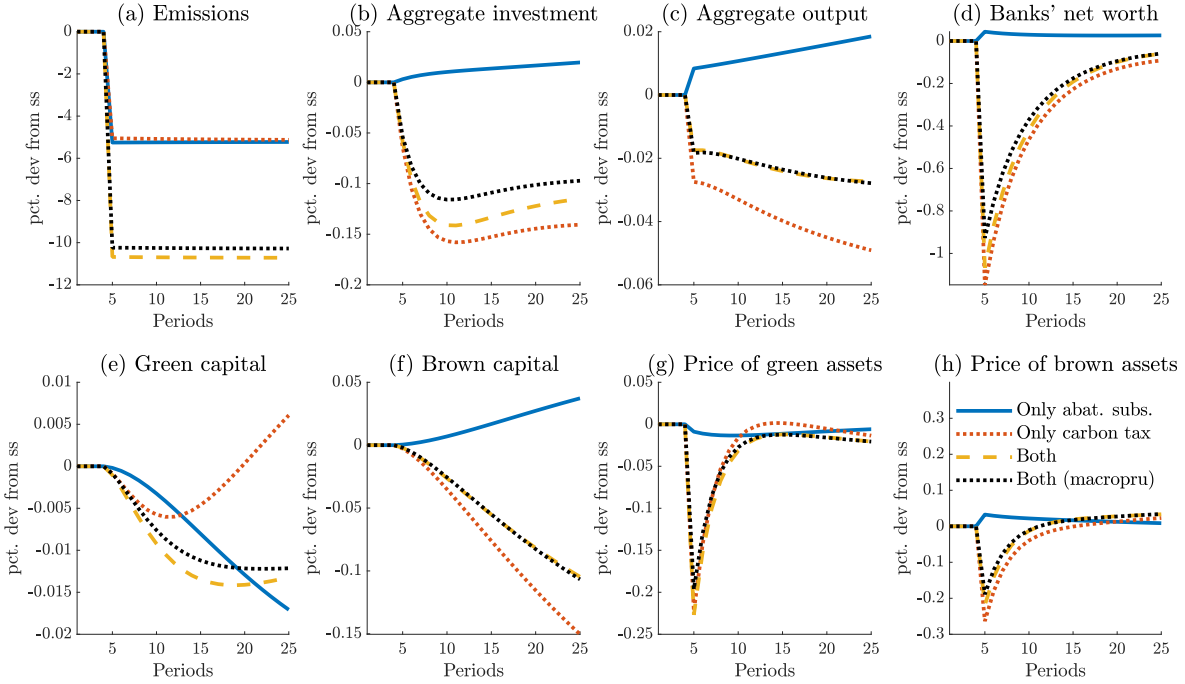 (a) Emissions
pct. dev from ss
0
-2
-4
-6
-8
-10
-12
5 10 15 20 25
Periods
(b) Aggregate investment
pct. dev from ss
0.05
0
-0.05
-0.1
-0.15
-0.2
5 10 15 20 25
Periods
(c) Aggregate output
pct. dev from ss
0.02
0
-0.02
-0.04
-0.06
5 10 15 20 25
Periods
(d) Banks' net worth
pct. dev from ss
0
-0.2
-0.4
-0.6
-0.8
-1
5 10 15 20 25
Periods
(e) Green capital
pct. dev from ss
0.01
0.005
0
-0.005
-0.01
-0.015
-0.02
5 10 15 20 25
Periods
(f) Brown capital
pct. dev from ss
0.05
0
-0.05
-0.1
-0.15
5 10 15 20 25
Periods
(g) Price of green assets
pct. dev from ss
0.05
0
-0.05
-0.1
-0.15
-0.2
-0.25
5 10 15 20 25
Periods
(h) Price of brown assets
pct. dev from ss
0.3
0.2
0.1
0
-0.1
-0.2
-0.3
5 10 15 20 25
Periods
Only abat. subs.
Only carbon tax
Both
Both (macropru)